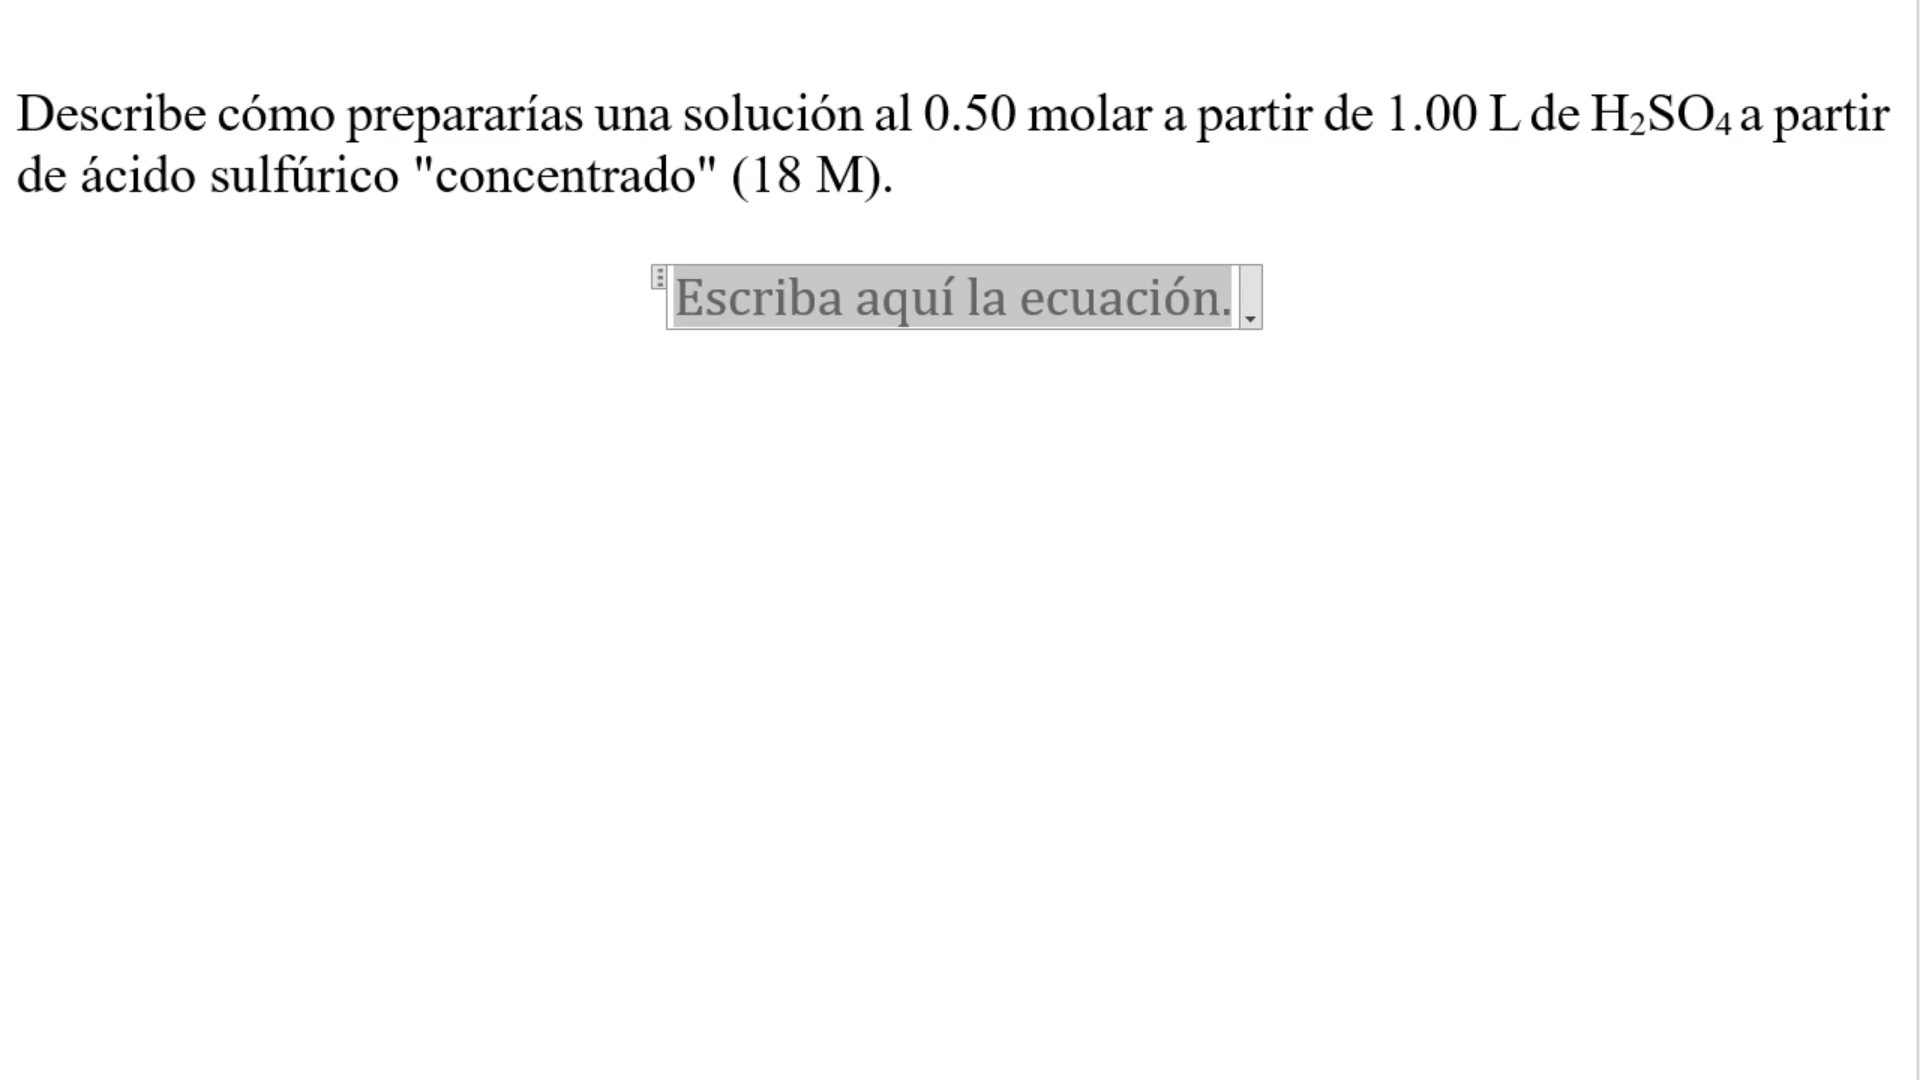 Describe cómo prepararías una solución al 0.50 molar a partir de 1.00 L de H₂SO₄ a partir
de ácido sulfúrico "concentrado" (18 M).
Escriba aquí la ecuación.